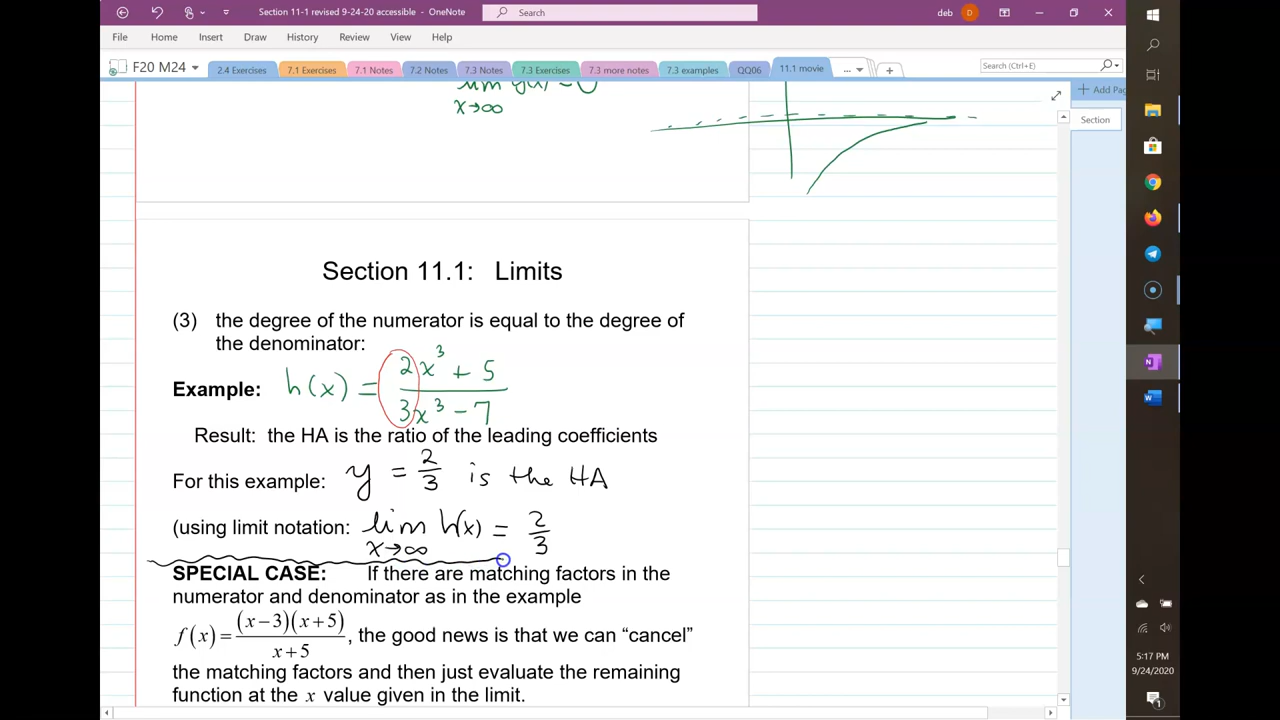 Section 11-1 revised 9-24-20 accessible - OneNote
Search
deb
D
File Home Insert Draw History Review View Help
F20 M24
2.4 Exercises
7.1 Exercises
7.1 Notes
7.2 Notes
7.3 Notes
7.3 Exercises
7.3 more notes
7.3 examples
QQ06
11.1 movie
...
Search (Ctrl+E)
Add Pag
Section
x→∞
Section 11.1: Limits
(3) the degree of the numerator is equal to the degree of
the denominator:
Example: h(x) = (2x³ + 5)/(3x³ - 7)
Result: the HA is the ratio of the leading coefficients
For this example: y = 2/3 is the HA
(using limit notation: lim x→∞ h(x) = 2/3
SPECIAL CASE: If there are matching factors in the
numerator and denominator as in the example
f(x) = (x-3)(x+5)/(x+5), the good news is that we can “cancel”
the matching factors and then just evaluate the remaining
function at the x value given in the limit.
5:17 PM
9/24/2020